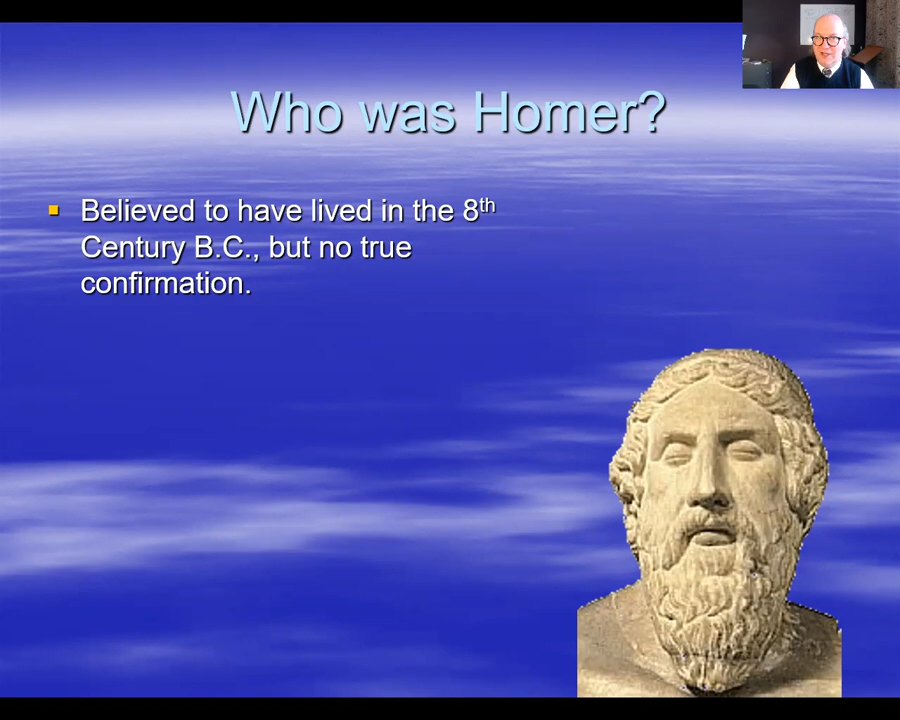 Who was Homer?
Believed to have lived in the 8th
Century B.C., but no true
confirmation.